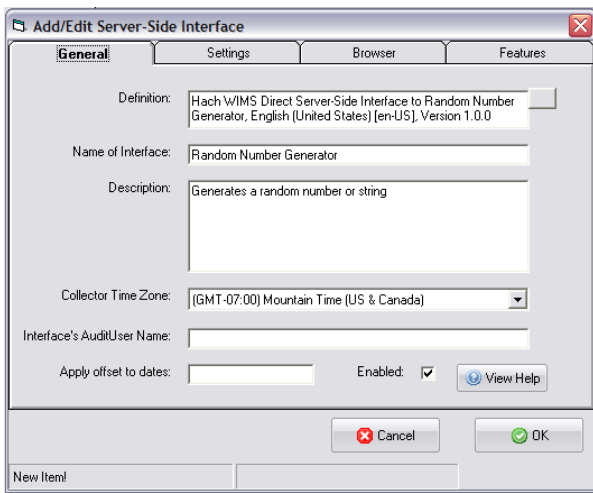 Add/Edit Server-Side Interface
General Settings Browser Features
Definition: Hach WIMS Direct Server-Side Interface to Random Number
Generator, English (United States) [en-US], Version 1.0.0
Name of Interface: Random Number Generator
Description: Generates a random number or string
Collector Time Zone: (GMT-07:00) Mountain Time (US & Canada)
Interface's AuditUser Name:
Apply offset to dates: Enabled: View Help
Cancel OK
New Item!